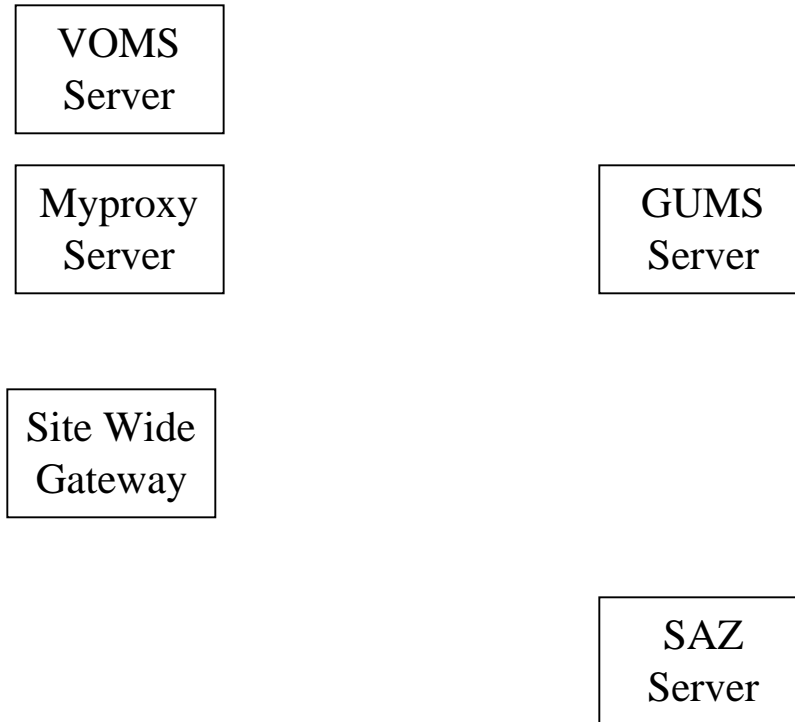 VOMS
Server
Myproxy
Server
GUMS
Server
Site Wide
Gateway
SAZ
Server